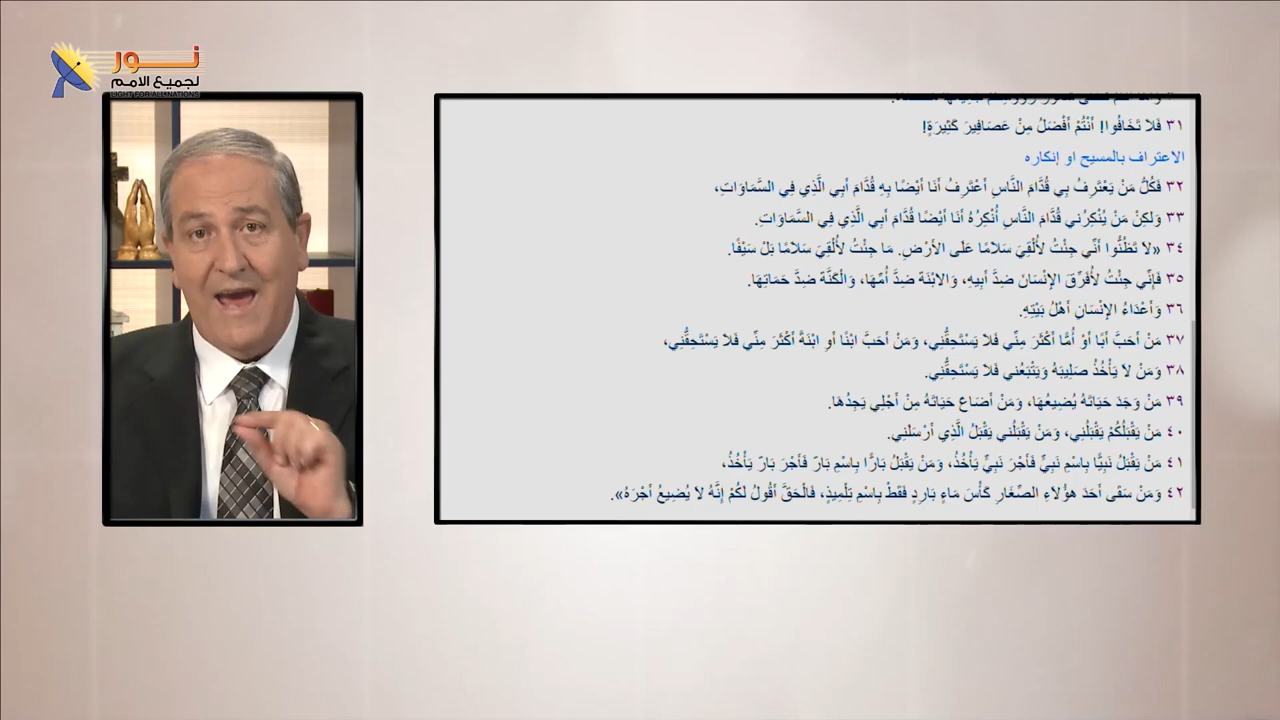 نور
لجميع الامم
LIGHT FOR ALL NATIONS
٣١ فَلاَ تَخَافُوا! أَنْتُمْ أَفْضَلُ مِنْ عَصَافِيرَ كَثِيرَةٍ!
الاعتراف بالمسيح او إنكاره
٣٢ فَكُلُّ مَنْ يَعْتَرِفُ بِي قُدَّامَ النَّاسِ أَعْتَرِفُ أَنَا أَيْضًا بِهِ قُدَّامَ أَبِي الَّذِي فِي السَّمَاوَاتِ،
٣٣ وَلكِنْ مَنْ يُنْكِرُني قُدَّامَ النَّاسِ أُنْكِرُهُ أَنَا أَيْضًا قُدَّامَ أَبِي الَّذِي فِي السَّمَاوَاتِ.
٣٤ «لاَ تَظُنُّوا أَنِّي جِئْتُ لأُلْقِيَ سَلاَمًا عَلَى الأَرْضِ. مَا جِئْتُ لأُلْقِيَ سَلاَمًا بَلْ سَيْفًا.
٣٥ فَإِنِّي جِئْتُ لأُفَرِّقَ الإِنْسَانَ ضِدَّ أَبِيهِ، وَالابْنَةَ ضِدَّ أُمِّهَا، وَالْكَنَّةَ ضِدَّ حَمَاتِهَا.
٣٦ وَأَعْدَاءُ الإِنْسَانِ أَهْلُ بَيْتِهِ.
٣٧ مَنْ أَحَبَّ أَبًا أَوْ أُمًّا أَكْثَرَ مِنِّي فَلاَ يَسْتَحِقُّنِي، وَمَنْ أَحَبَّ ابْنًا أَوِ ابْنَةً أَكْثَرَ مِنِّي فَلاَ يَسْتَحِقُّنِي،
٣٨ وَمَنْ لاَ يَأْخُذُ صَلِيبَهُ وَيَتْبَعُني فَلاَ يَسْتَحِقُّنِي.
٣٩ مَنْ وَجَدَ حَيَاتَهُ يُضِيعُهَا، وَمَنْ أَضَاعَ حَيَاتَهُ مِنْ أَجْلِي يَجِدُهَا.
٤٠ مَنْ يَقْبَلُكُمْ يَقْبَلُنِي، وَمَنْ يَقْبَلُني يَقْبَلُ الَّذِي أَرْسَلَنِي.
٤١ مَنْ يَقْبَلُ نَبِيًّا بِاسْمِ نَبِيٍّ فَأَجْرَ نَبِيٍّ يَأْخُذُ، وَمَنْ يَقْبَلُ بَارًّا بِاسْمِ بَارّ فَأَجْرَ بَارّ يَأْخُذُ،
٤٢ وَمَنْ سَقَى أَحَدَ هؤُلاَءِ الصِّغَارِ كَأْسَ مَاءٍ بَارِدٍ فَقَطْ بِاسْمِ تِلْمِيذٍ، فَالْحَقَّ أَقُولُ لَكُمْ إِنَّهُ لاَ يُضِيعُ أَجْرَهُ».